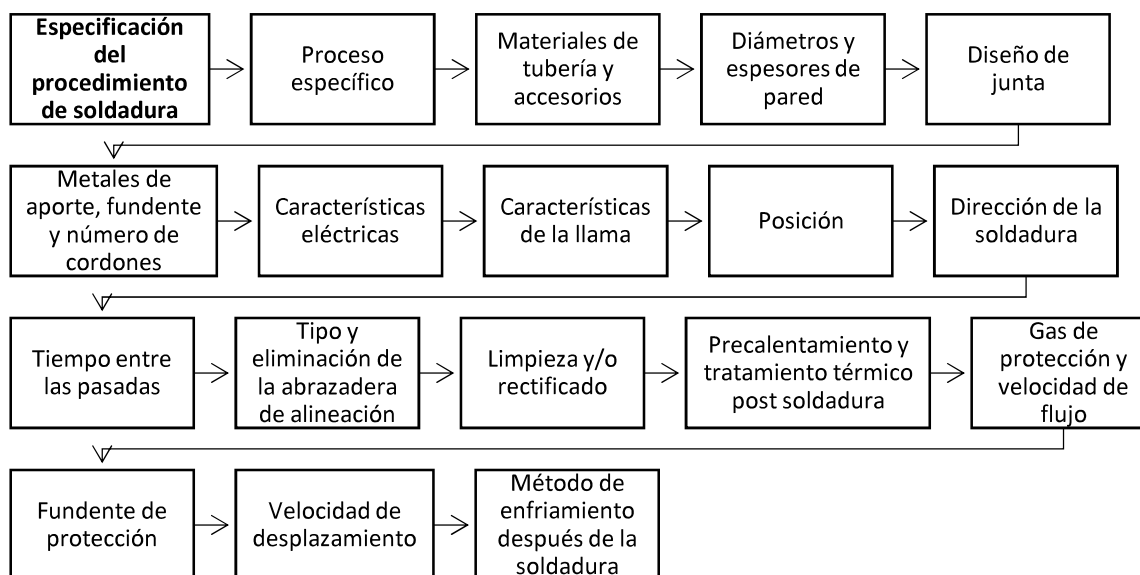 Especificación
del
procedimiento
de soldadura
Proceso
específico
Materiales de
tubería y
accesorios
Diámetros y
espesores de
pared
Diseño de
junta
Metales de
aporte, fundente
y número de
cordones
Características
eléctricas
Características
de la llama
Posición
Dirección de la
soldadura
Tiempo entre
las pasadas
Tipo y
eliminación de
la abrazadera
de alineación
Limpieza y/o
rectificado
Precalentamiento y
tratamiento térmico
post soldadura
Gas de
protección y
velocidad de
flujo
Fundente de
protección
Velocidad de
desplazamiento
Método de
enfriamiento
después de la
soldadura